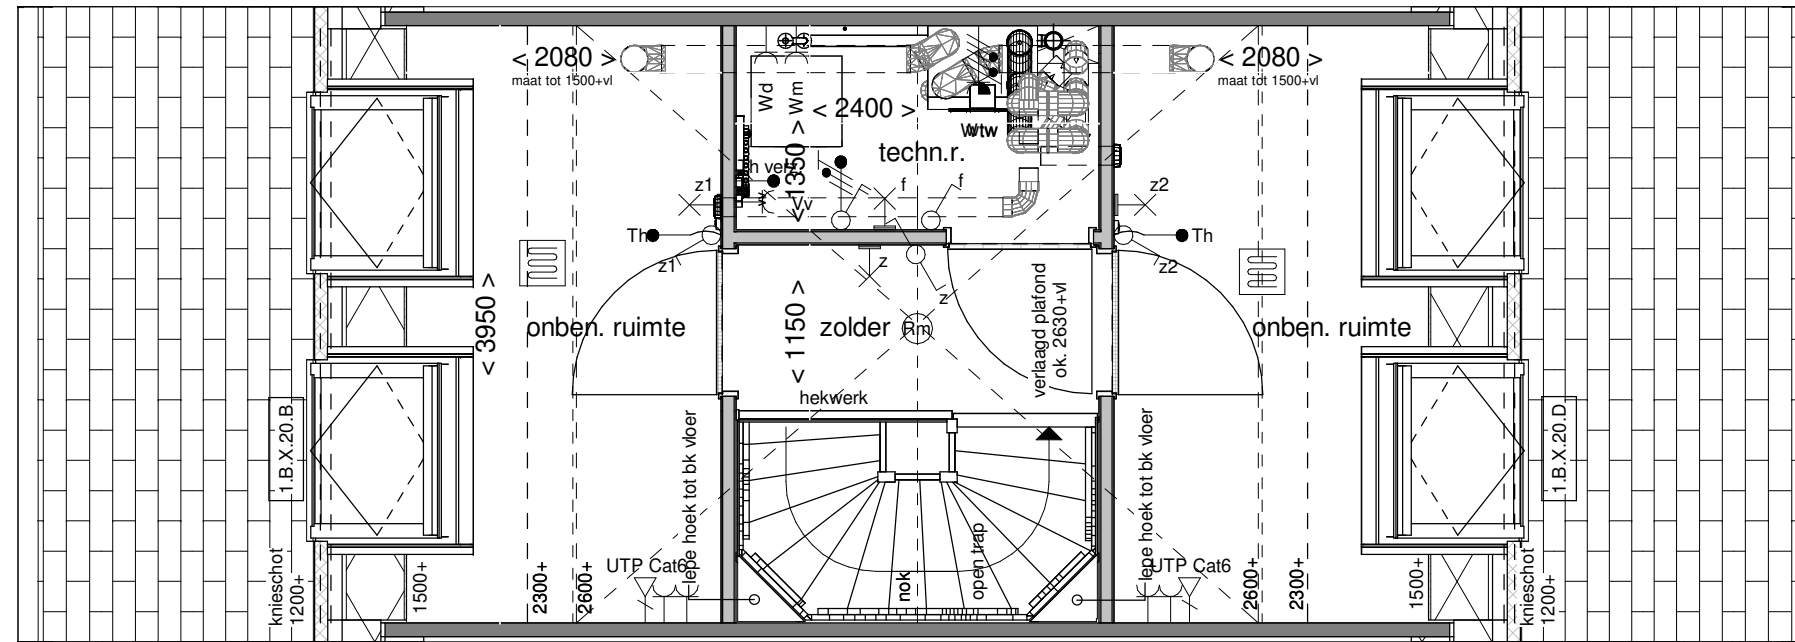 < 2080 >
maat tot 1500+vl
Wd
Wm
< 2400 >
Wtw
< 2080 >
maat tot 1500+vl
techn.r.
< 1350 >
z1
Vv
f
f
z2
Th
z1
z
z
Th
z2
< 3950 >
onben. ruimte
< 1150 >
zolder
Rm
verlaagd plafond
ok. 2630+vl
onben. ruimte
hekwerk
1.B.X.20.B
lepe hoek tot bk vloer
lepe hoek tot bk vloer
1.B.X.20.D
knieschot
1200+
1500+
2300+
2600+
UTP Cat6
nok
open trap
UTP Cat6
2600+
2300+
1500+
knieschot
1200+